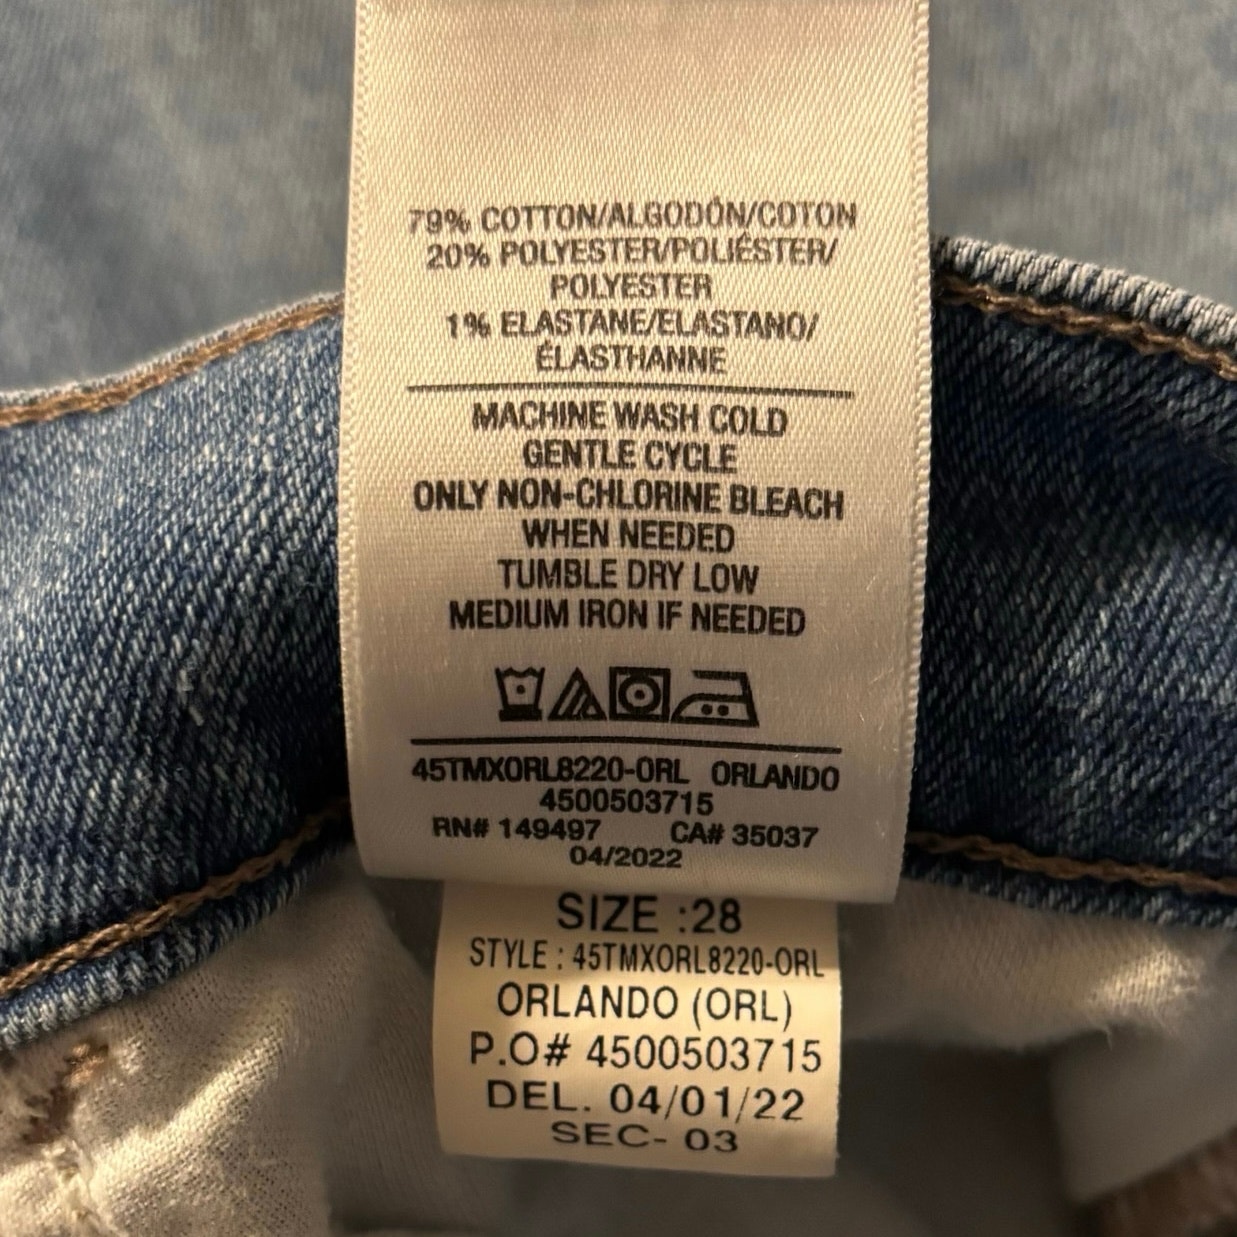 79% COTTON/ALGODÓN/COTON
20% POLYESTER/POLIÉSTER/
POLYESTER
1% ELASTANE/ELASTANO/
ÉLASTHANNE
MACHINE WASH COLD
GENTLE CYCLE
ONLY NON-CHLORINE BLEACH
WHEN NEEDED
TUMBLE DRY LOW
MEDIUM IRON IF NEEDED
45TMXORL8220-ORL ORLANDO
4500503715
RN# 149497 CA# 35037
04/2022
SIZE :28
STYLE : 45TMXORL8220-ORL
ORLANDO (ORL)
P.O# 4500503715
DEL. 04/01/22
SEC- 03